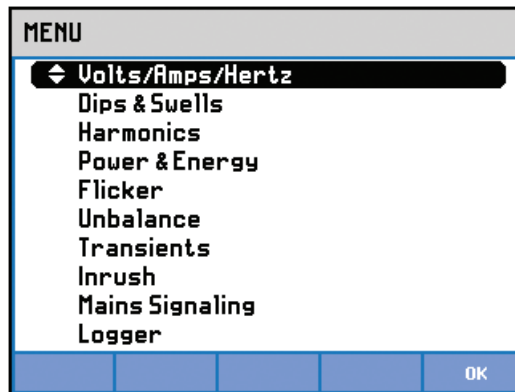 MENU
Volts/Amps/Hertz
Dips & Swells
Harmonics
Power & Energy
Flicker
Unbalance
Transients
Inrush
Mains Signaling
Logger
OK